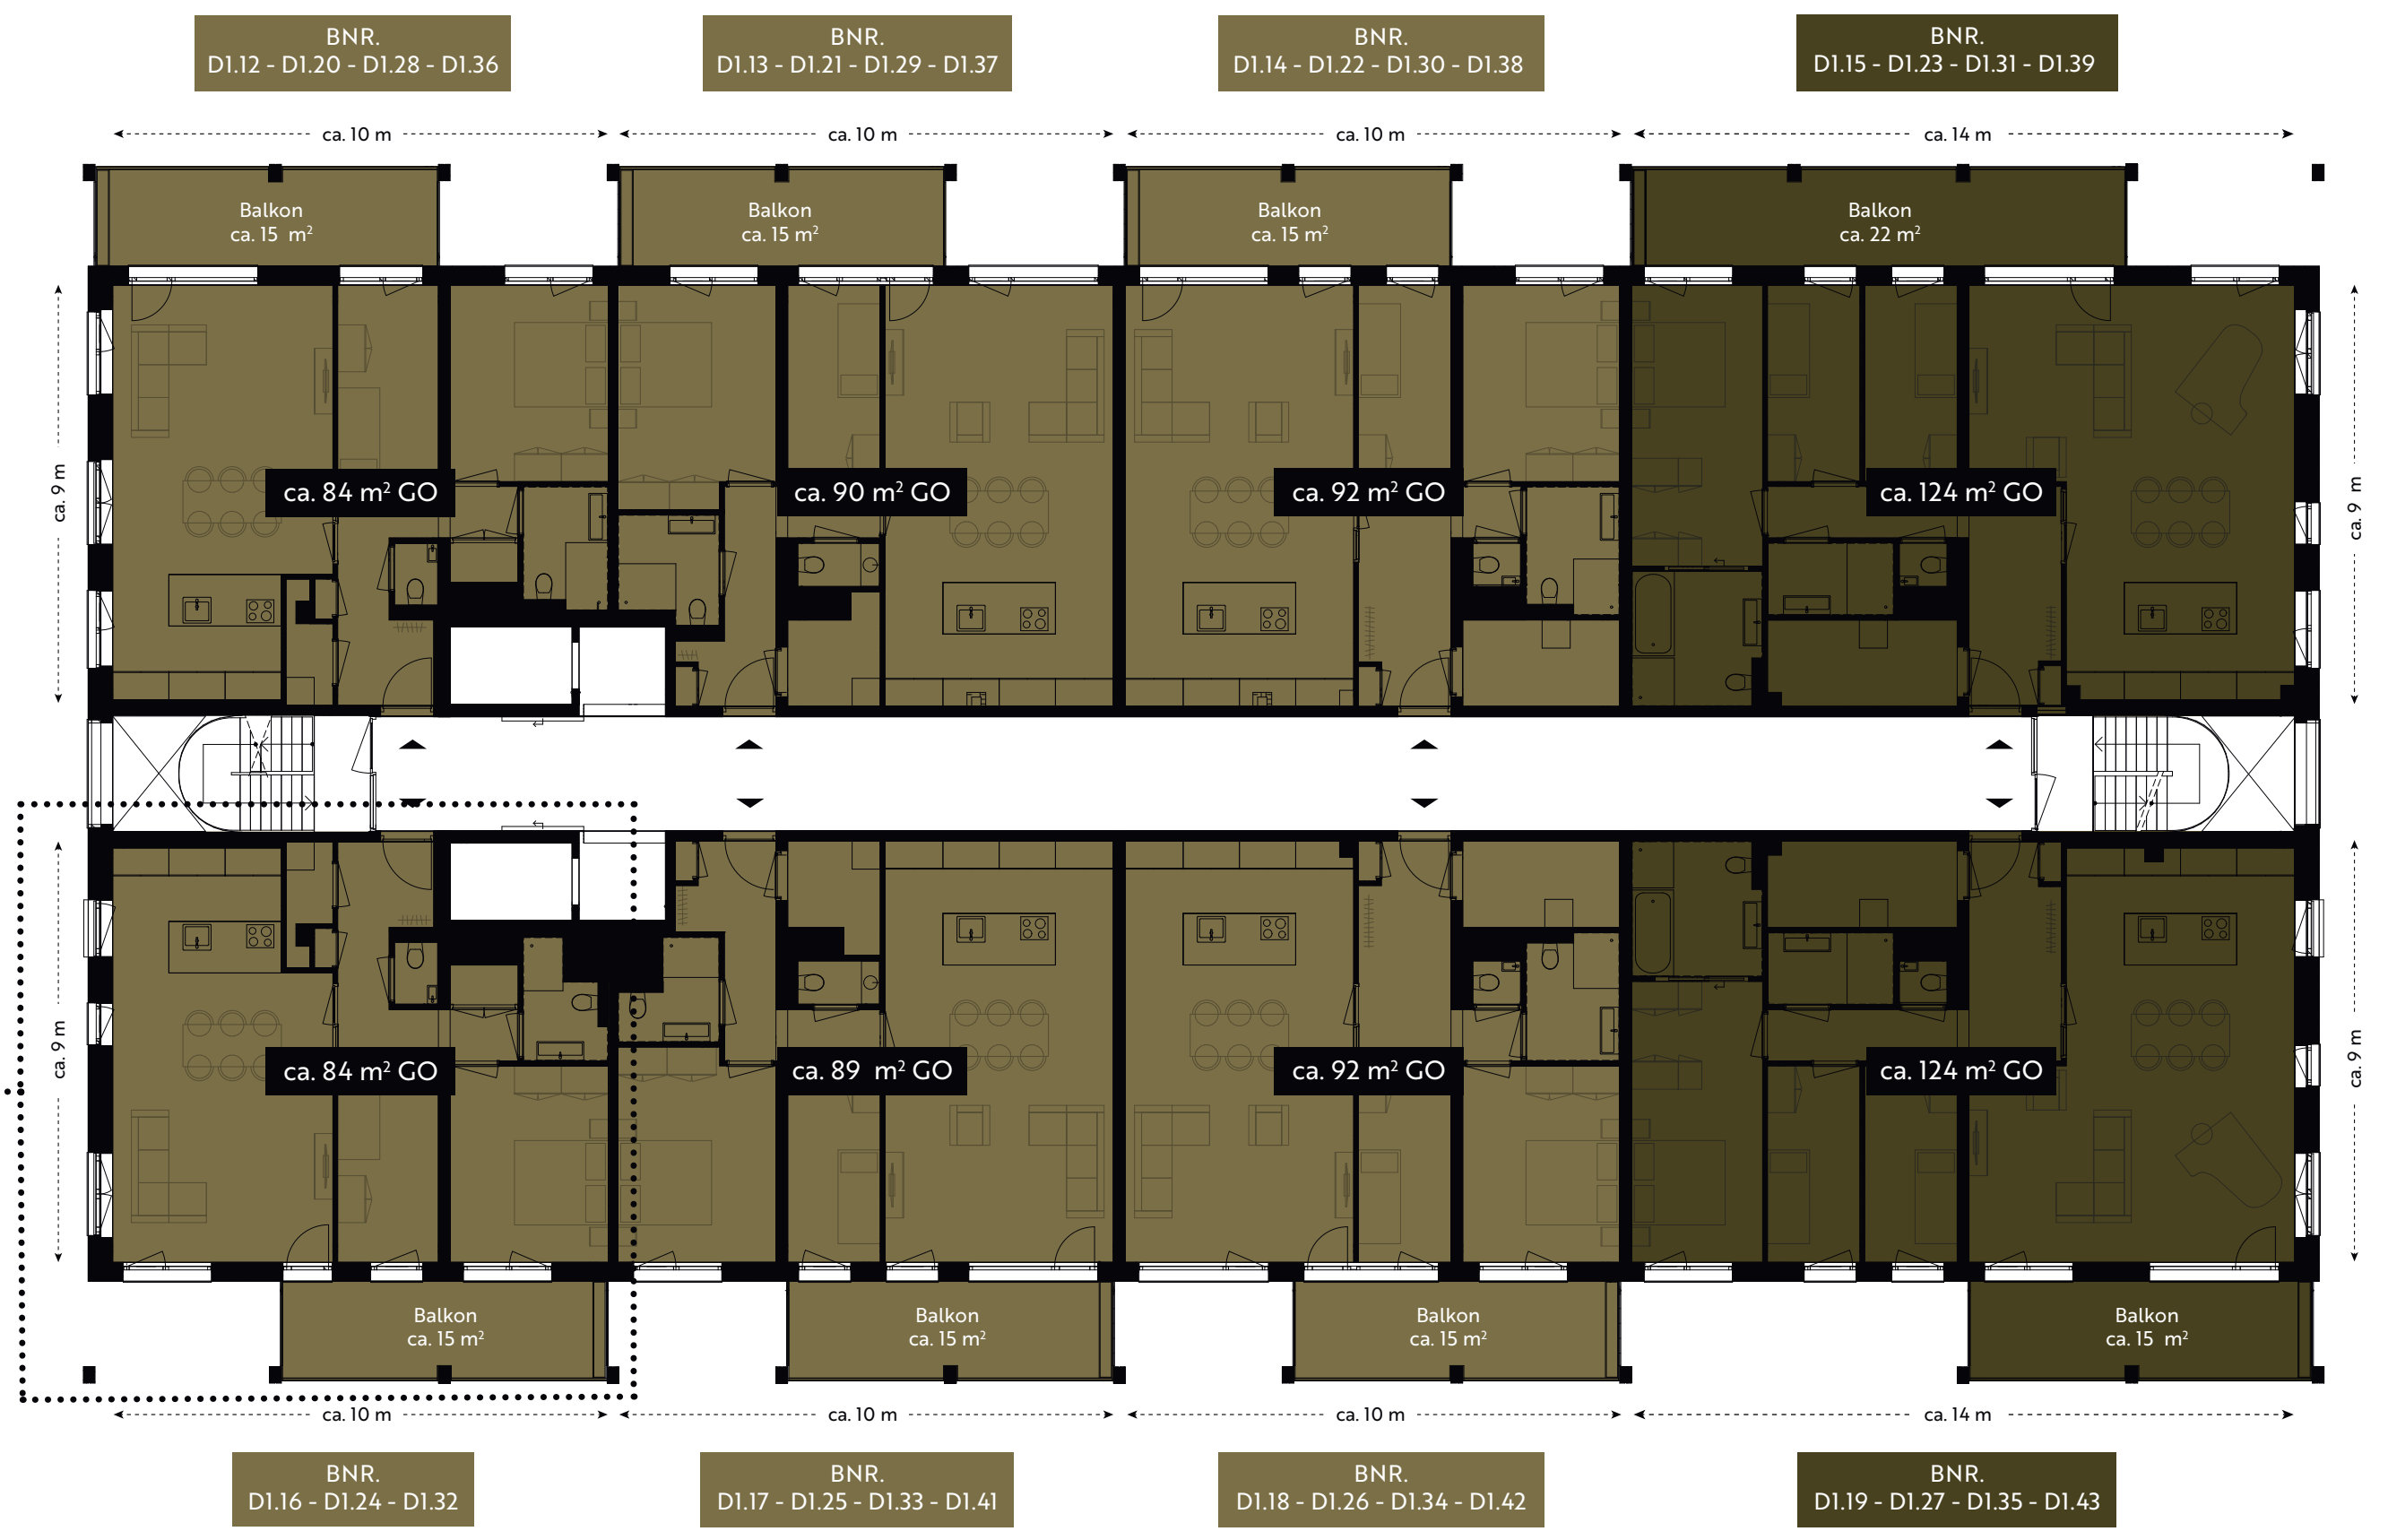 BNR.
D1.12 - D1.20 - D1.28 - D1.36
BNR.
D1.13 - D1.21 - D1.29 - D1.37
BNR.
D1.14 - D1.22 - D1.30 - D1.38
BNR.
D1.15 - D1.23 - D1.31 - D1.39
ca. 10 m
ca. 10 m
ca. 10 m
ca. 14 m
Balkon
ca. 15 m²
Balkon
ca. 15 m²
Balkon
ca. 15 m²
Balkon
ca. 22 m²
ca. 9 m
ca. 84 m² GO
ca. 90 m² GO
ca. 92 m² GO
ca. 124 m² GO
ca. 9 m
ca. 9 m
ca. 84 m² GO
ca. 89 m² GO
ca. 92 m² GO
ca. 124 m² GO
ca. 9 m
Balkon
ca. 15 m²
Balkon
ca. 15 m²
Balkon
ca. 15 m²
Balkon
ca. 15 m²
ca. 10 m
ca. 10 m
ca. 10 m
ca. 14 m
BNR.
D1.16 - D1.24 - D1.32
BNR.
D1.17 - D1.25 - D1.33 - D1.41
BNR.
D1.18 - D1.26 - D1.34 - D1.42
BNR.
D1.19 - D1.27 - D1.35 - D1.43